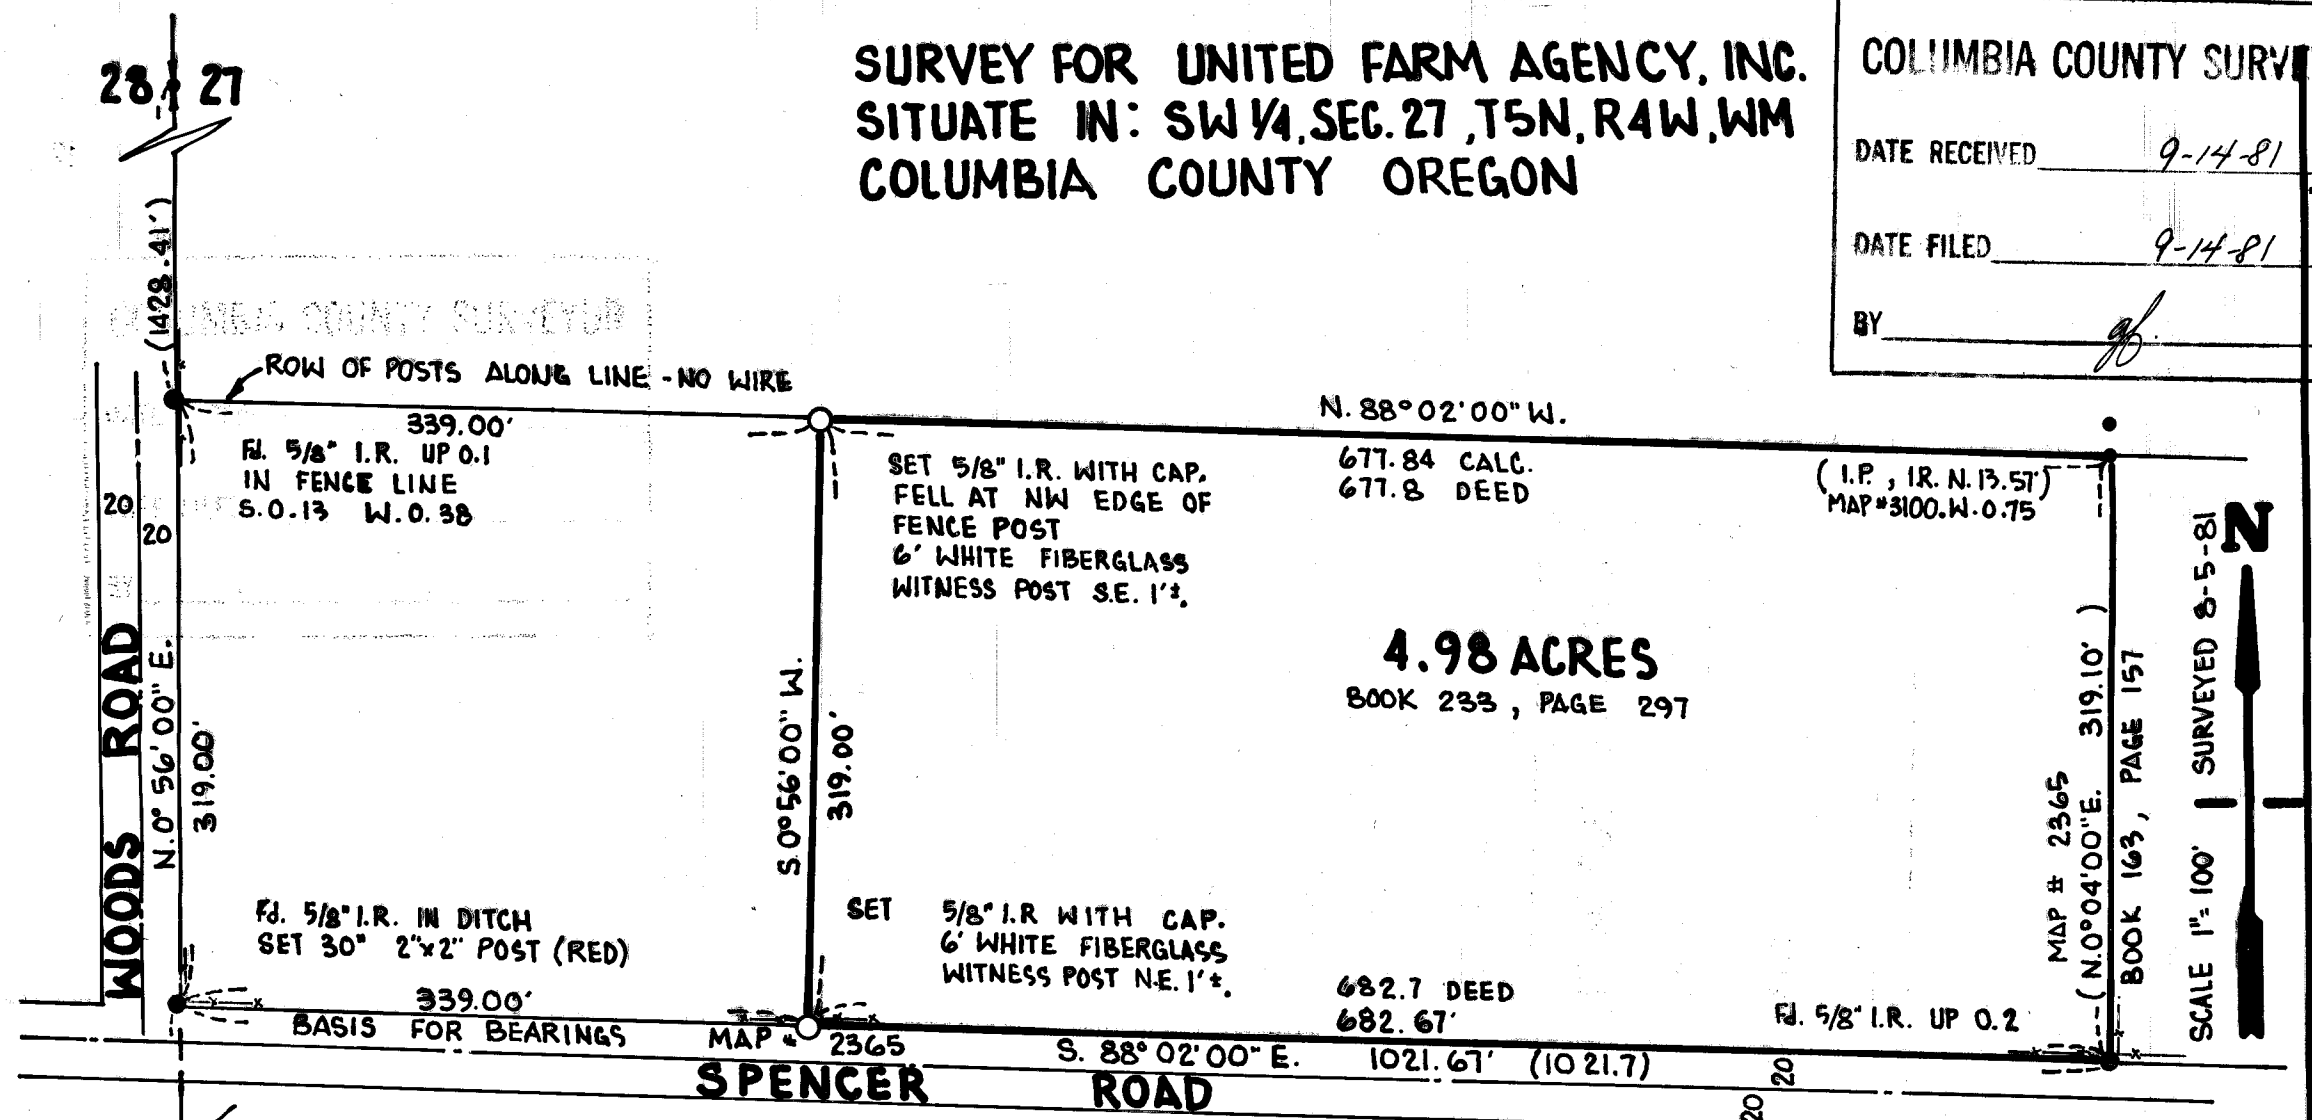 28 27
SURVEY FOR UNITED FARM AGENCY, INC.
SITUATE IN: SW 1/4, SEC. 27, T5N, R4W, WM
COLUMBIA COUNTY OREGON
COLUMBIA COUNTY
DATE RECEIVED 9-14-81
DATE FILED 9-14-81
BY
(1428.41')
COLUMBIA COUNTY SURVEYOR
ROW OF POSTS ALONG LINE - NO WIRE
339.00'
Fd. 5/8" I.R. UP 0.1
IN FENCE LINE
S.0.13 W.0.38
20
20
WOODS ROAD
N.0°56'00" E.
319.00'
N. 88°02'00" W.
677.84 CALC.
677.8 DEED
SET 5/8" I.R. WITH CAP.
FELL AT NW EDGE OF
FENCE POST
6' WHITE FIBERGLASS
WITNESS POST S.E. 1'±.
(I.P., I.R. N. 13.57')
MAP #3100. W. 0.75
4.98 ACRES
BOOK 233, PAGE 297
S.0°56'00" W.
319.00'
MAP # 2365
(N.0°04'00"E. 319.10')
BOOK 163, PAGE 157
SCALE 1"=100' SURVEYED 8-5-81
N
Fd. 5/8" I.R. IN DITCH
SET 30" 2"x2" POST (RED)
SET 5/8" I.R WITH CAP.
6' WHITE FIBERGLASS
WITNESS POST N.E. 1'±.
682.7 DEED
682.67'
Fd. 5/8" I.R. UP 0.2
339.00'
BASIS FOR BEARINGS MAP # 2365
S. 88°02'00" E. 1021.67' (1021.7)
SPENCER ROAD
20
20